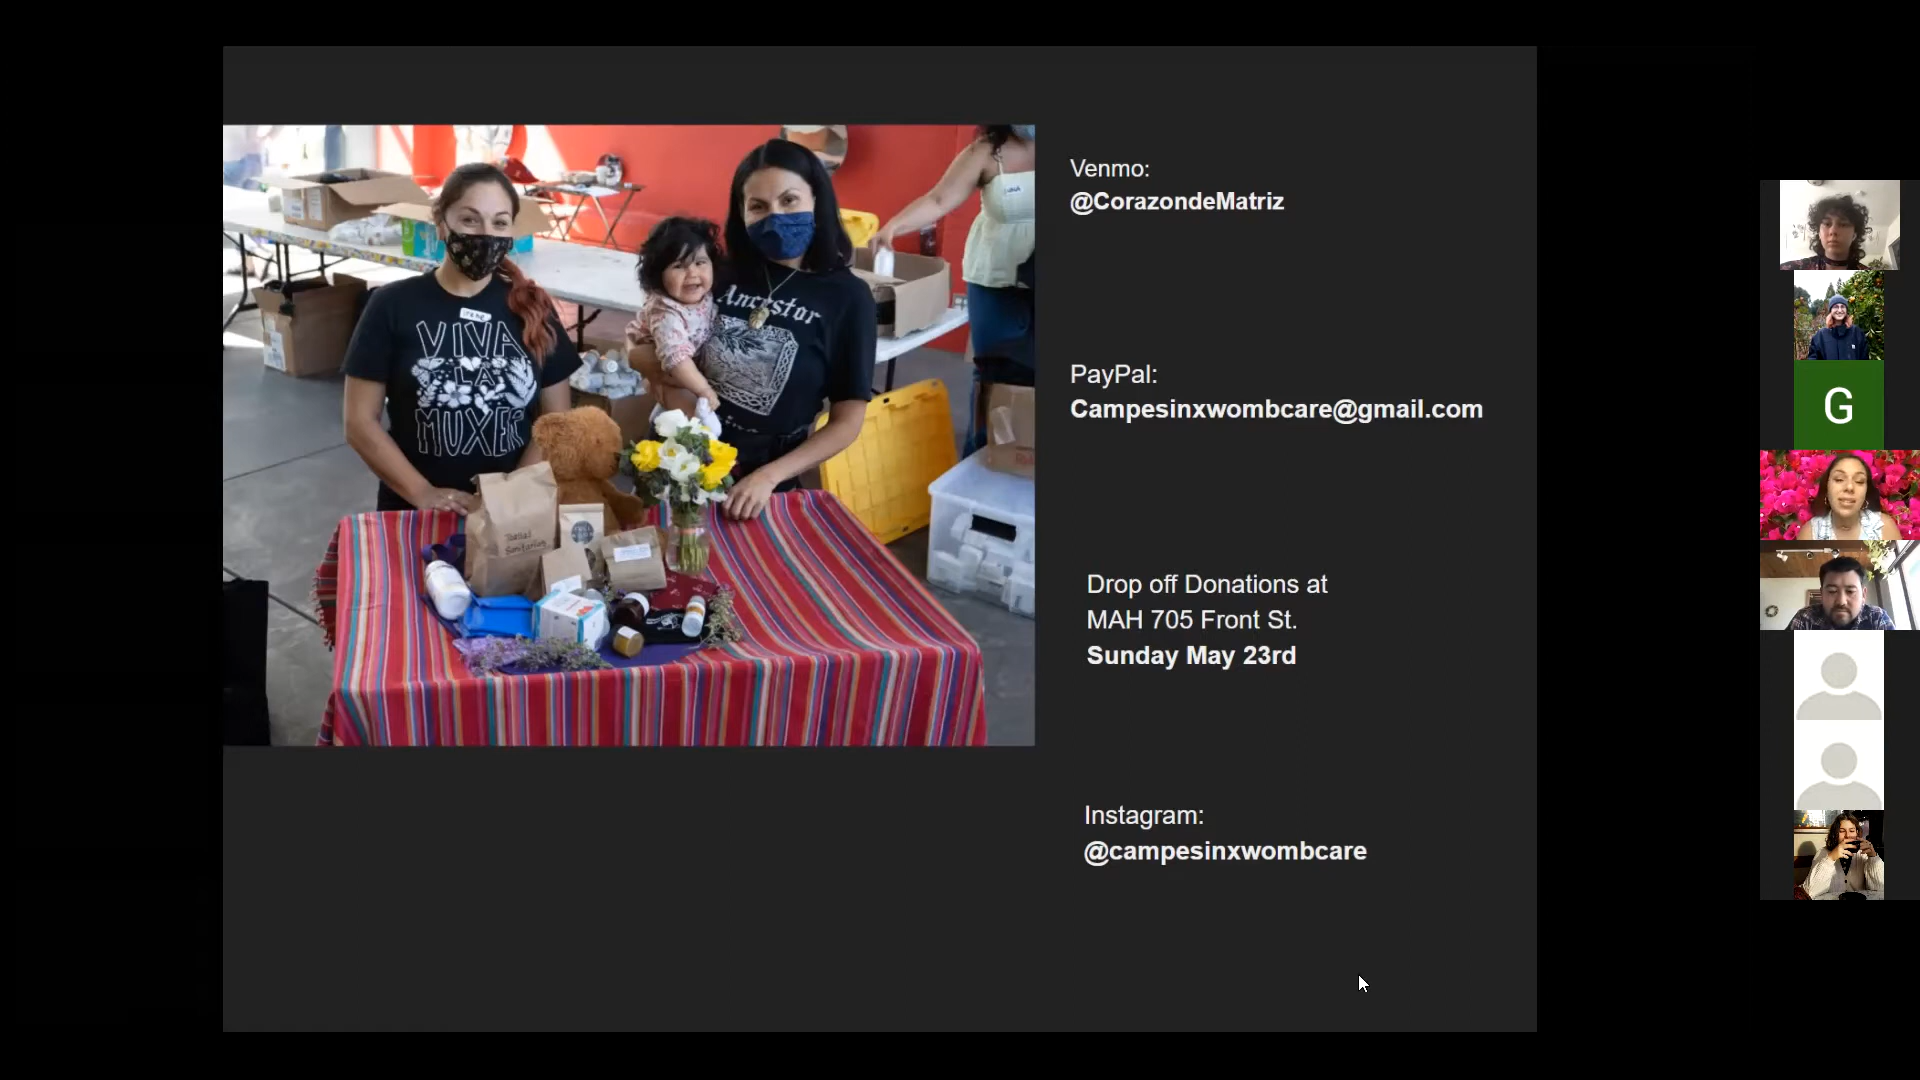 Venmo:
@CorazondeMatriz
PayPal:
Campesinxwombcare@gmail.com
Drop off Donations at
MAH 705 Front St.
Sunday May 23rd
Instagram:
@campesinxwombcare
VIVA
LA
MUXER
Ancestor
G